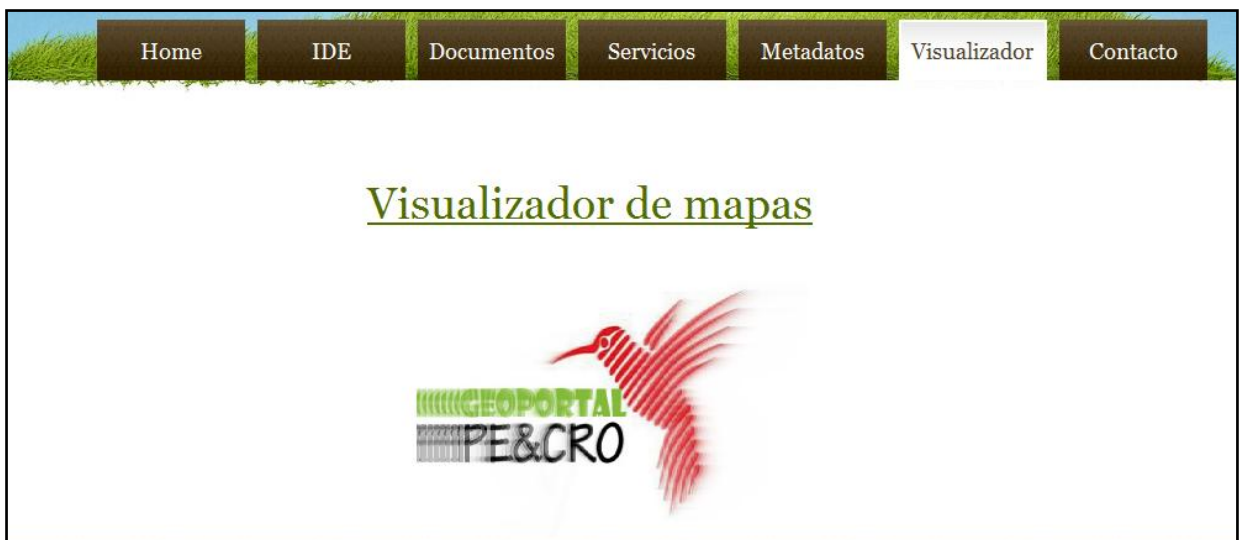 Home IDE Documentos Servicios Metadatos Visualizador Contacto
Visualizador de mapas
GEOPORTAL
PE&CRO